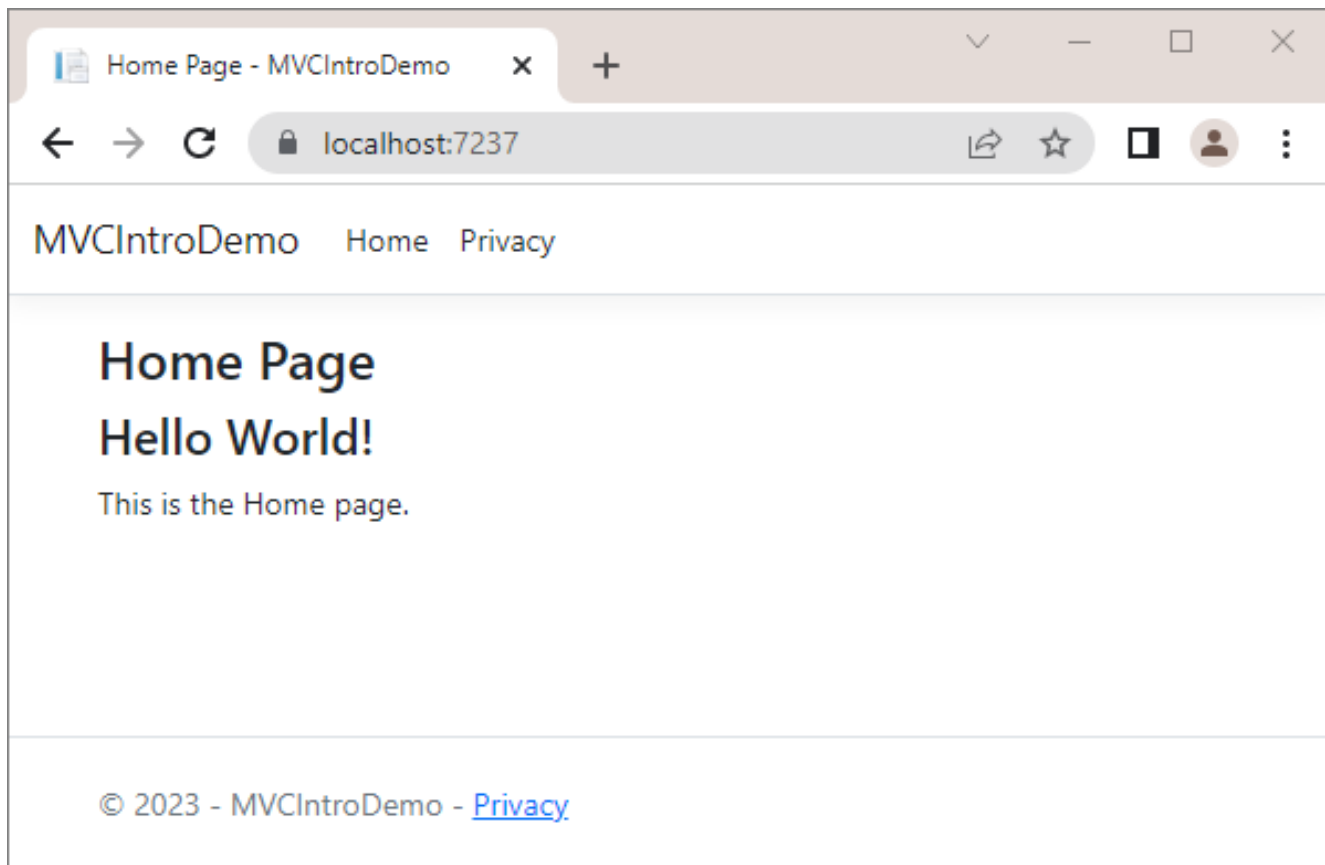 Home Page - MVCIntroDemo
localhost:7237
MVCIntroDemo Home Privacy
Home Page
Hello World!
This is the Home page.
© 2023 - MVCIntroDemo - Privacy